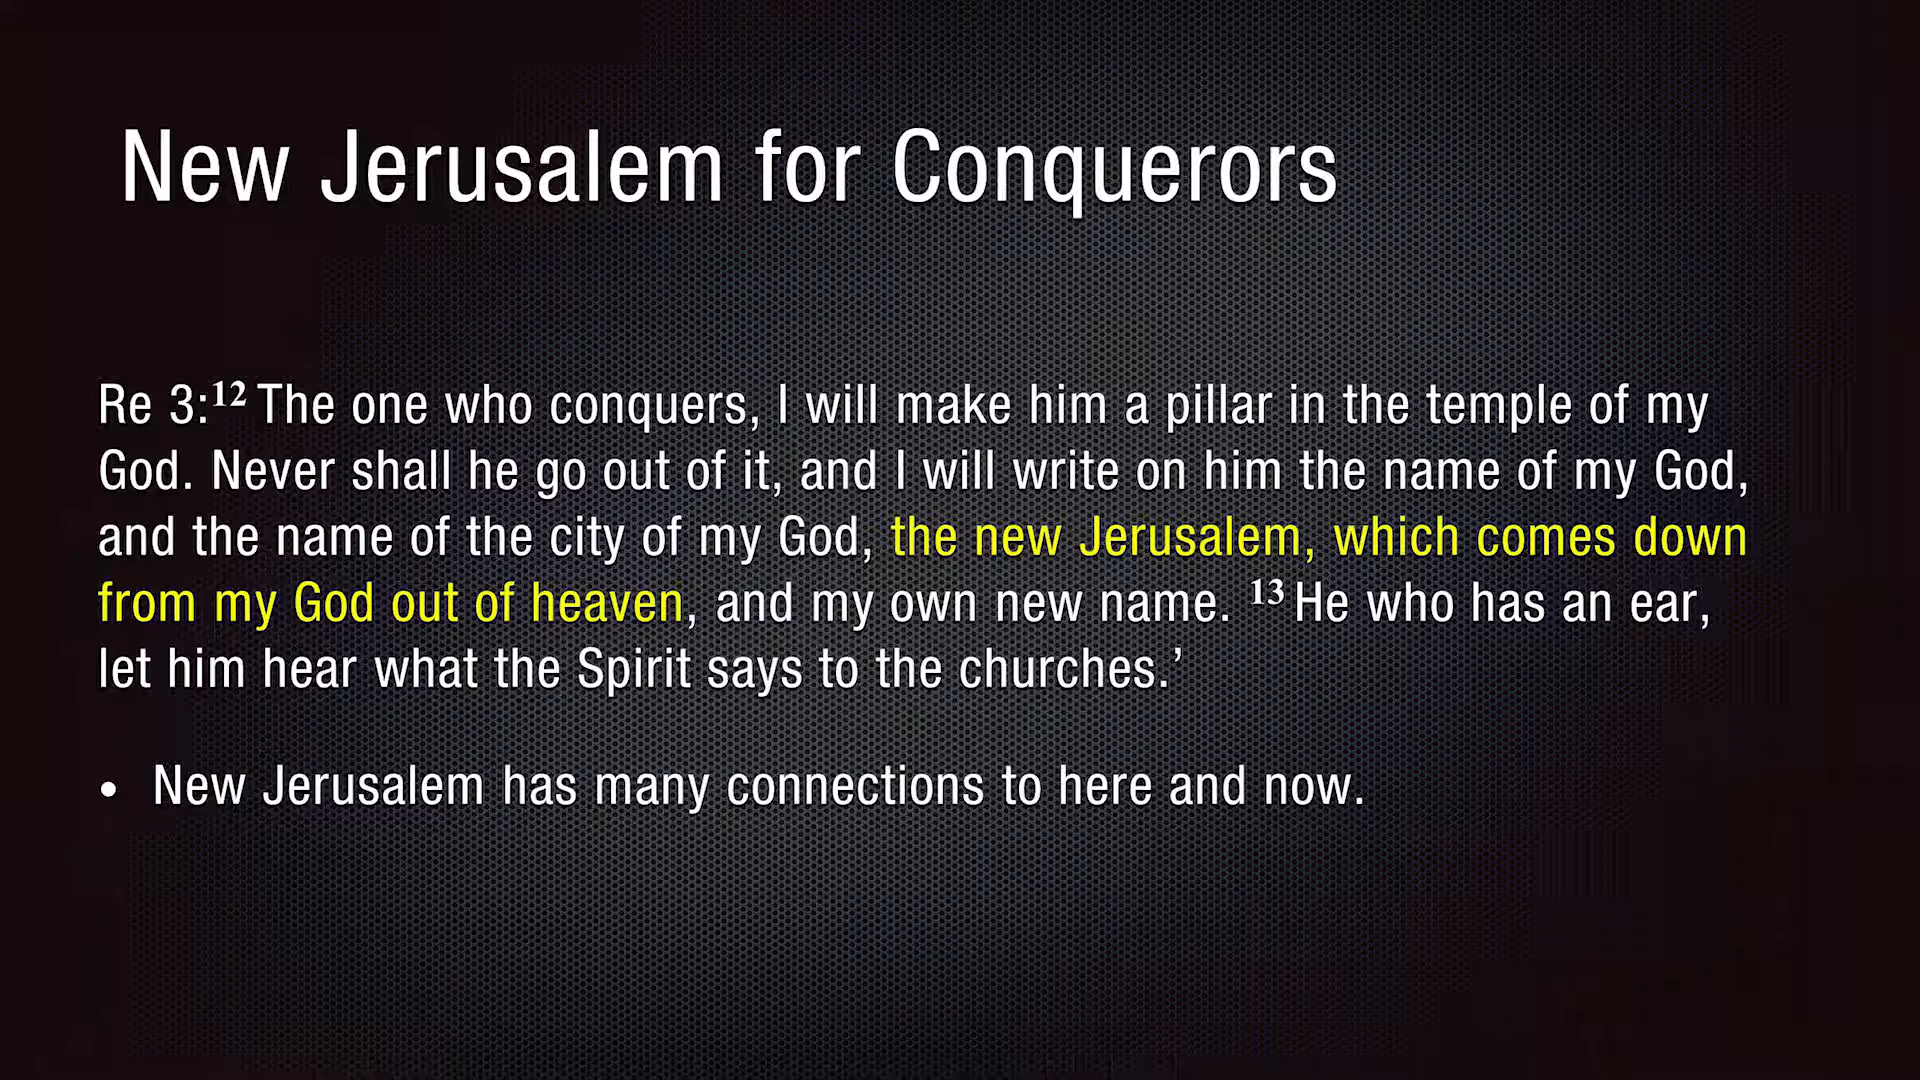 New Jerusalem for Conquerors
Re 3:12 The one who conquers, I will make him a pillar in the temple of my
God. Never shall he go out of it, and I will write on him the name of my God,
and the name of the city of my God, the new Jerusalem, which comes down
from my God out of heaven, and my own new name. 13 He who has an ear,
let him hear what the Spirit says to the churches.’
• New Jerusalem has many connections to here and now.